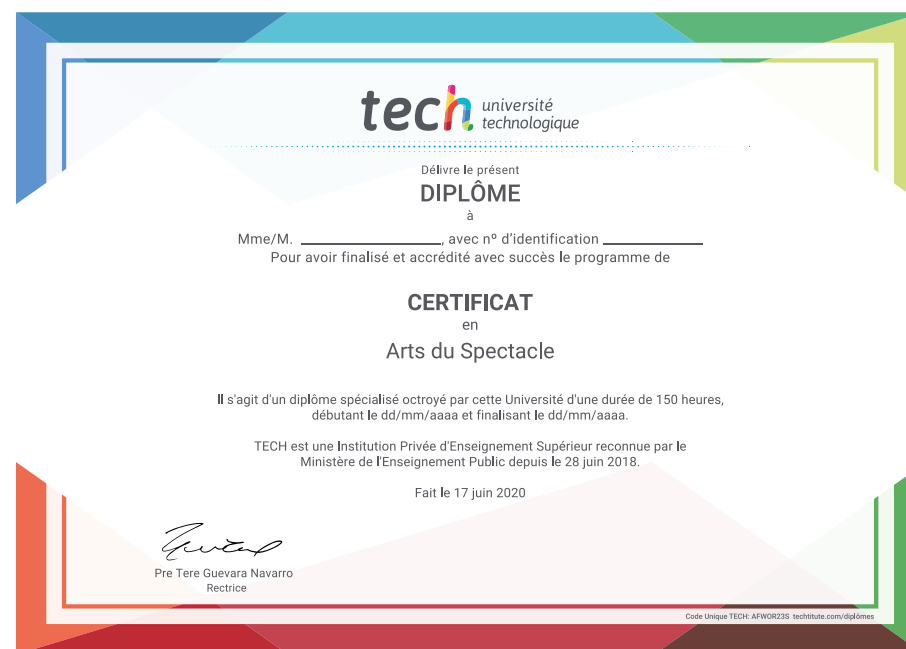 tech université
technologique
Délivre le présent
DIPLÔME
à
Mme/M. ____________________, avec nº d'identification ______________
Pour avoir finalisé et accrédité avec succès le programme de
CERTIFICAT
en
Arts du Spectacle
Il s'agit d'un diplôme spécialisé octroyé par cette Université d'une durée de 150 heures,
débutant le dd/mm/aaaa et finalisant le dd/mm/aaaa.
TECH est une Institution Privée d'Enseignement Supérieur reconnue par le
Ministère de l'Enseignement Public depuis le 28 juin 2018.
Fait le 17 juin 2020
Pre Tere Guevara Navarro
Rectrice
Code Unique TECH: AFWOR23S techtitute.com/diplômes